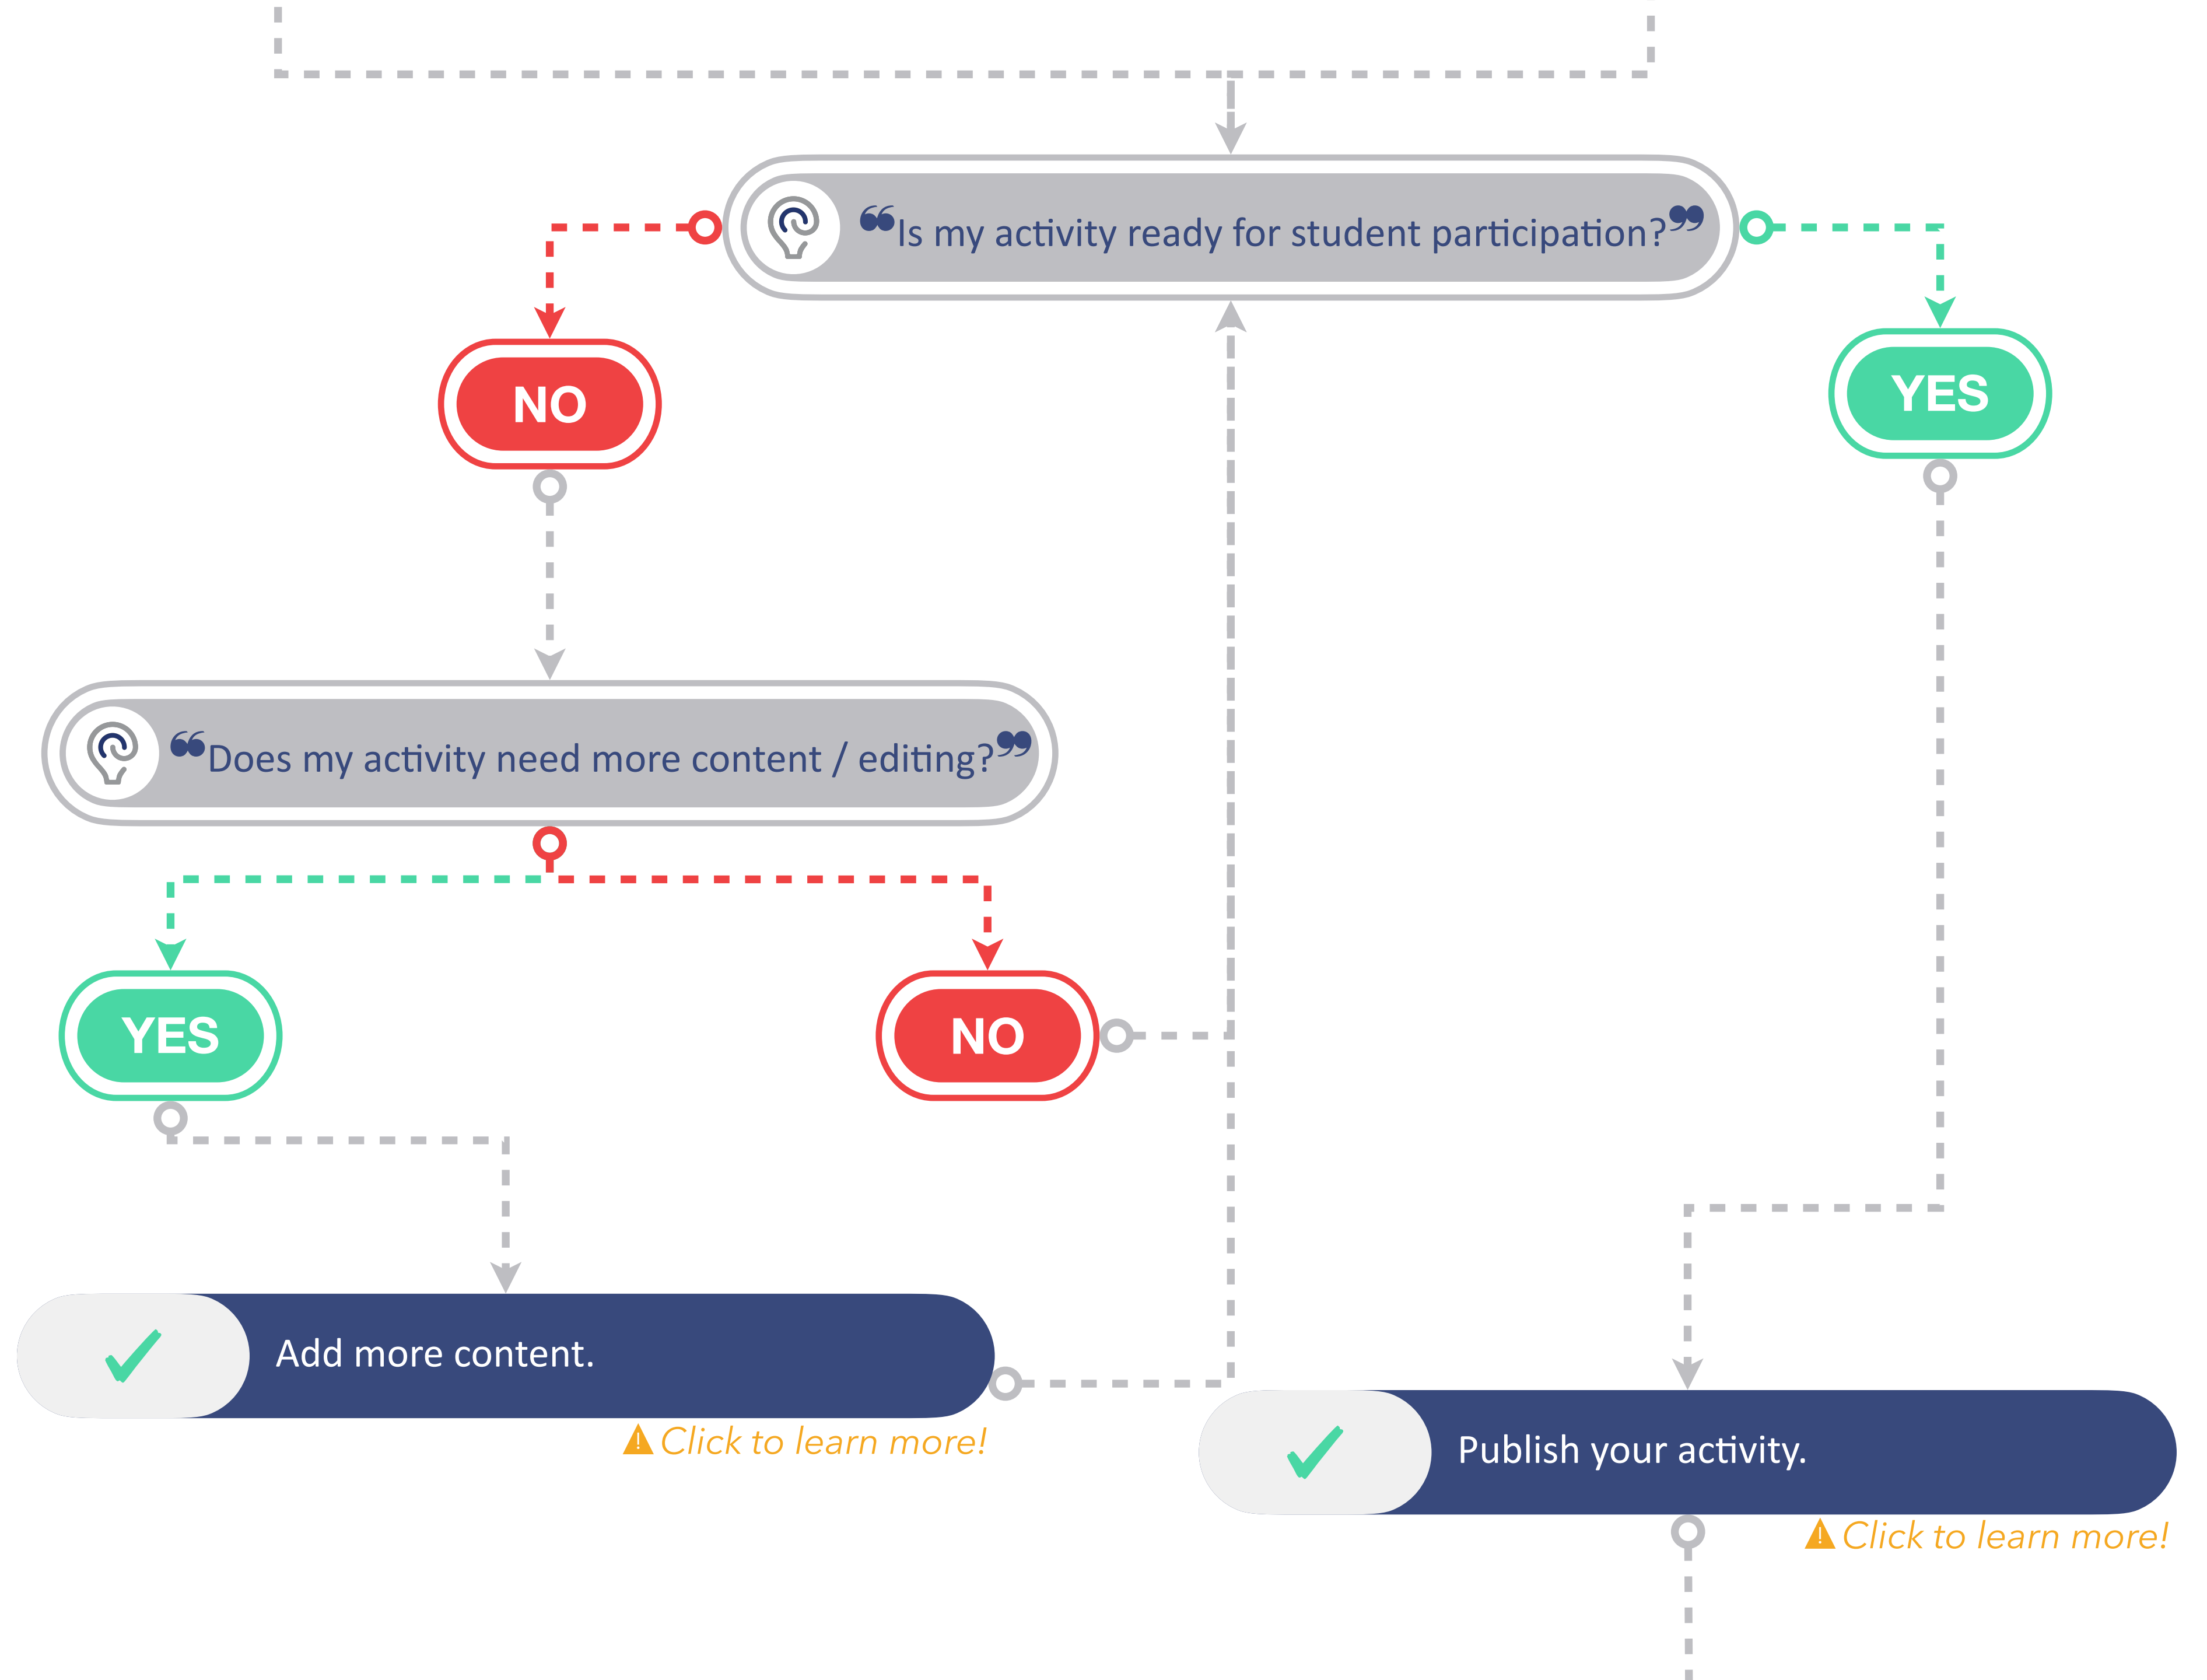 ❝Is my activity ready for student participation?❞
NO
YES
❝Does my activity need more content / editing?❞
YES
NO
Add more content.
Click to learn more!
Publish your activity.
Click to learn more!